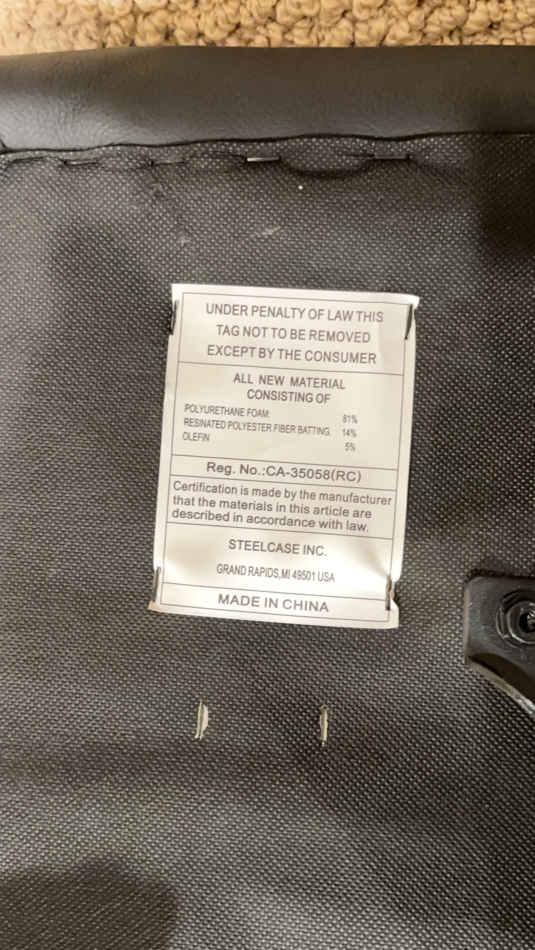 UNDER PENALTY OF LAW THIS
TAG NOT TO BE REMOVED
EXCEPT BY THE CONSUMER
ALL NEW MATERIAL
CONSISTING OF
POLYURETHANE FOAM. 81%
RESINATED POLYESTER FIBER BATTING. 14%
OLEFIN 5%
Reg. No.:CA-35058(RC)
Certification is made by the manufacturer
that the materials in this article are
described in accordance with law.
STEELCASE INC.
GRAND RAPIDS,MI 49501 USA
MADE IN CHINA